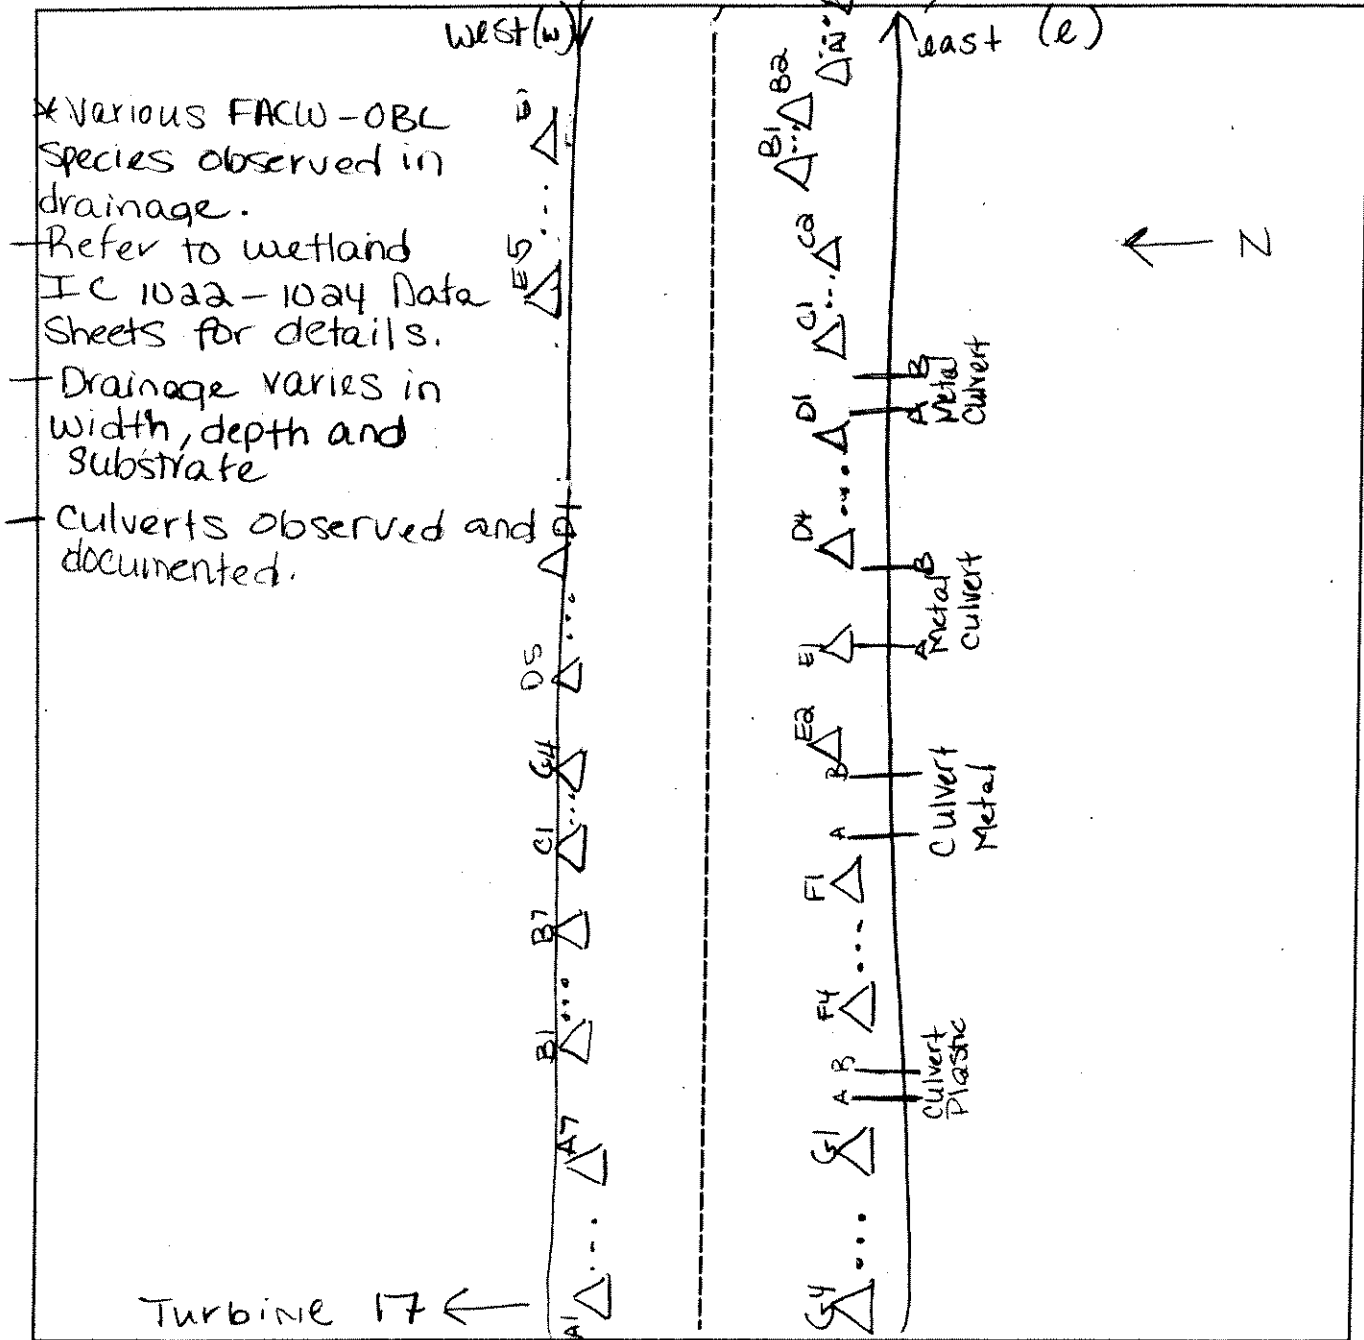 west(w)
east (e)
* Various FACW-OBL
species observed in
drainage.
- Refer to wetland
IC 1022-1024 Data
Sheets for details.
- Drainage varies in
width, depth and
substrate
- Culverts observed and
documented.
E5
D1
D5
C4
C1
B7
B1
A7
A1
Turbine 17
A1
B2
B1
C2
C1
B
A
Metal
Culvert
D1
D4
B
A
Metal
Culvert
E1
E2
B
A
Culvert
Metal
F1
F4
B
A
Culvert
Plastic
G1
G4
N